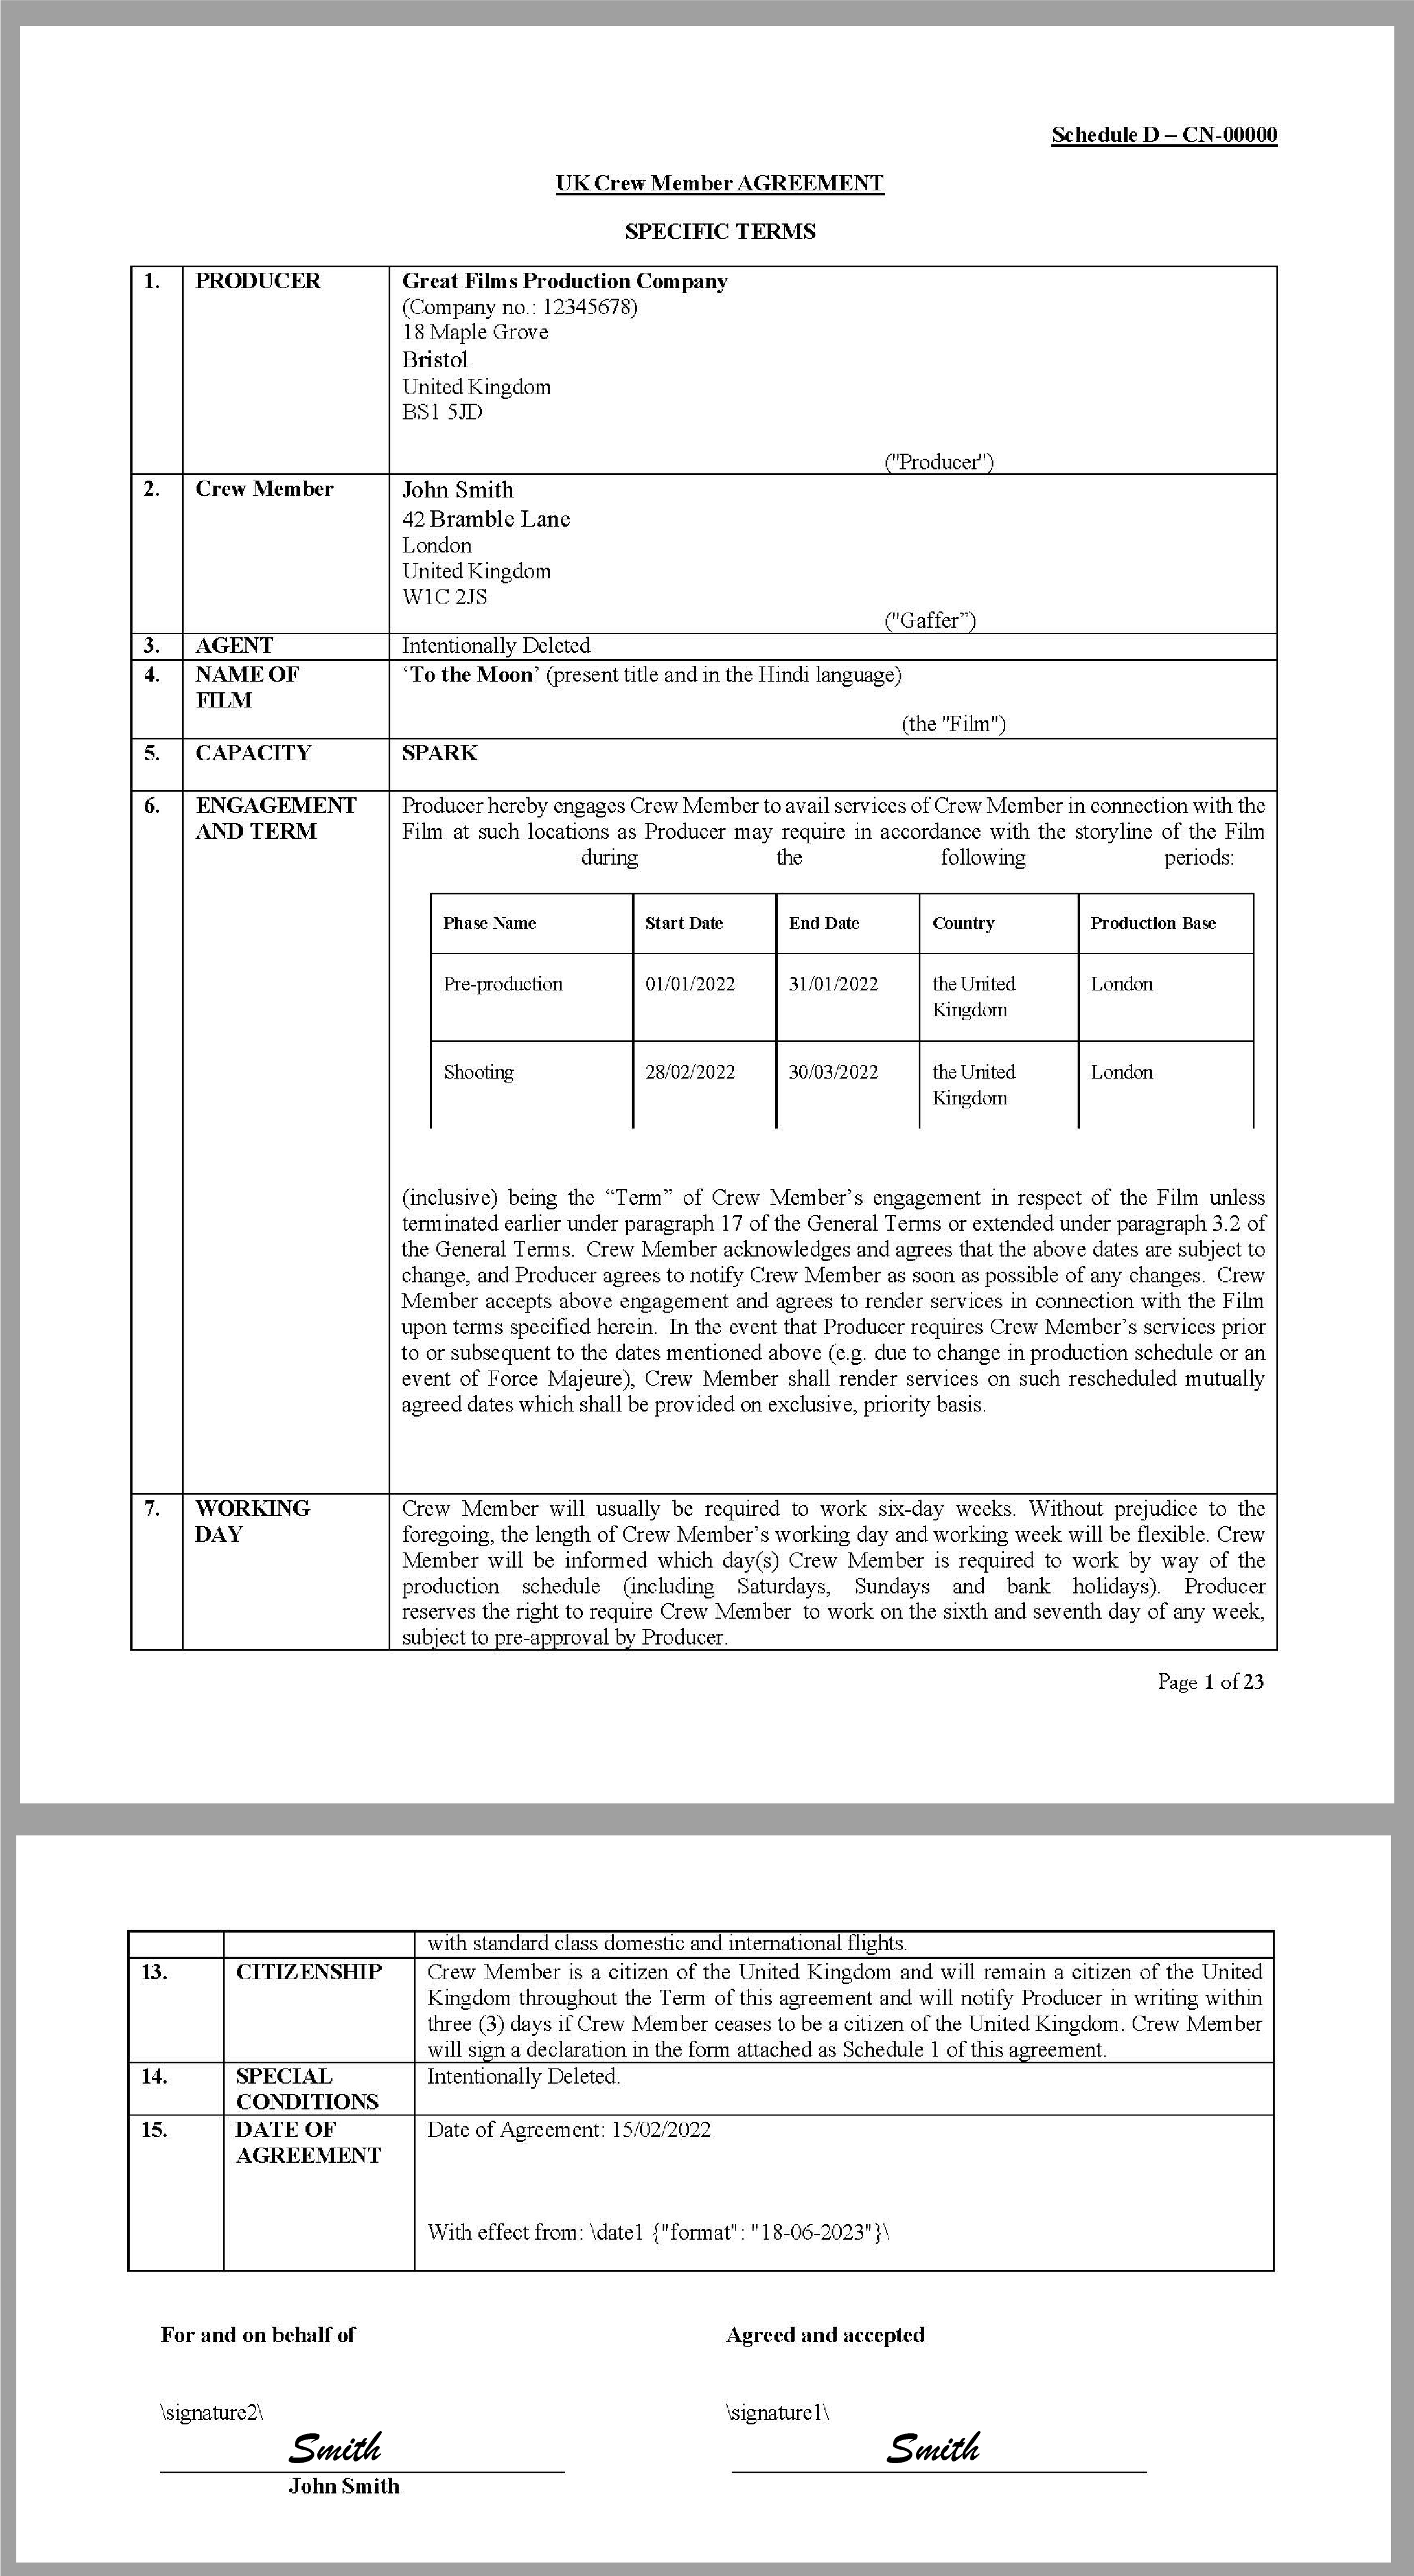 Schedule D – CN-00000
UK Crew Member AGREEMENT
SPECIFIC TERMS
1. PRODUCER Great Films Production Company
(Company no.: 12345678)
18 Maple Grove
Bristol
United Kingdom
BS1 5JD
("Producer")
2. Crew Member John Smith
42 Bramble Lane
London
United Kingdom
W1C 2JS
("Gaffer”)
3. AGENT Intentionally Deleted
4. NAME OF FILM ‘To the Moon’ (present title and in the Hindi language)
(the "Film")
5. CAPACITY SPARK
6. ENGAGEMENT AND TERM Producer hereby engages Crew Member to avail services of Crew Member in connection with the
Film at such locations as Producer may require in accordance with the storyline of the Film
during the following periods:
Phase Name Start Date End Date Country Production Base
Pre-production 01/01/2022 31/01/2022 the United Kingdom London
Shooting 28/02/2022 30/03/2022 the United Kingdom London
(inclusive) being the “Term” of Crew Member’s engagement in respect of the Film unless
terminated earlier under paragraph 17 of the General Terms or extended under paragraph 3.2 of
the General Terms. Crew Member acknowledges and agrees that the above dates are subject to
change, and Producer agrees to notify Crew Member as soon as possible of any changes. Crew
Member accepts above engagement and agrees to render services in connection with the Film
upon terms specified herein. In the event that Producer requires Crew Member’s services prior
to or subsequent to the dates mentioned above (e.g. due to change in production schedule or an
event of Force Majeure), Crew Member shall render services on such rescheduled mutually
agreed dates which shall be provided on exclusive, priority basis.
7. WORKING DAY Crew Member will usually be required to work six-day weeks. Without prejudice to the
foregoing, the length of Crew Member’s working day and working week will be flexible. Crew
Member will be informed which day(s) Crew Member is required to work by way of the
production schedule (including Saturdays, Sundays and bank holidays). Producer
reserves the right to require Crew Member to work on the sixth and seventh day of any week,
subject to pre-approval by Producer.
Page 1 of 23
with standard class domestic and international flights.
13. CITIZENSHIP Crew Member is a citizen of the United Kingdom and will remain a citizen of the United
Kingdom throughout the Term of this agreement and will notify Producer in writing within
three (3) days if Crew Member ceases to be a citizen of the United Kingdom. Crew Member
will sign a declaration in the form attached as Schedule 1 of this agreement.
14. SPECIAL CONDITIONS Intentionally Deleted.
15. DATE OF AGREEMENT Date of Agreement: 15/02/2022
With effect from: \date1 {"format": "18-06-2023"}\
For and on behalf of Agreed and accepted
\signature2\ \signature1\
Smith Smith
John Smith